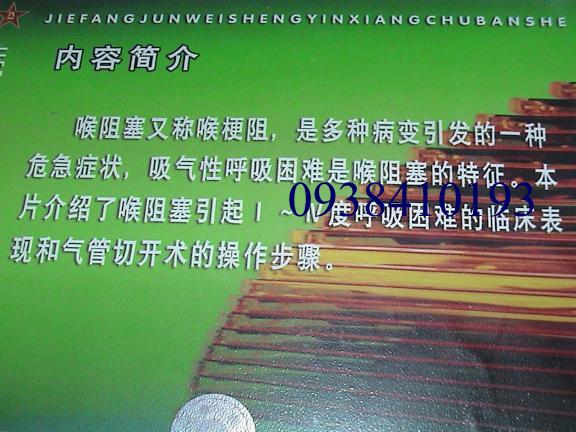 JIEFANGJUNWEISHENGYINXIANGCHUBANSHE
内容简介
喉阻塞又称喉梗阻，是多种病变引发的一种
危急症状，吸气性呼吸困难是喉阻塞的特征。本
片介绍了喉阻塞引起Ⅰ~Ⅳ度呼吸困难的临床表
现和气管切开术的操作步骤。
0938410193